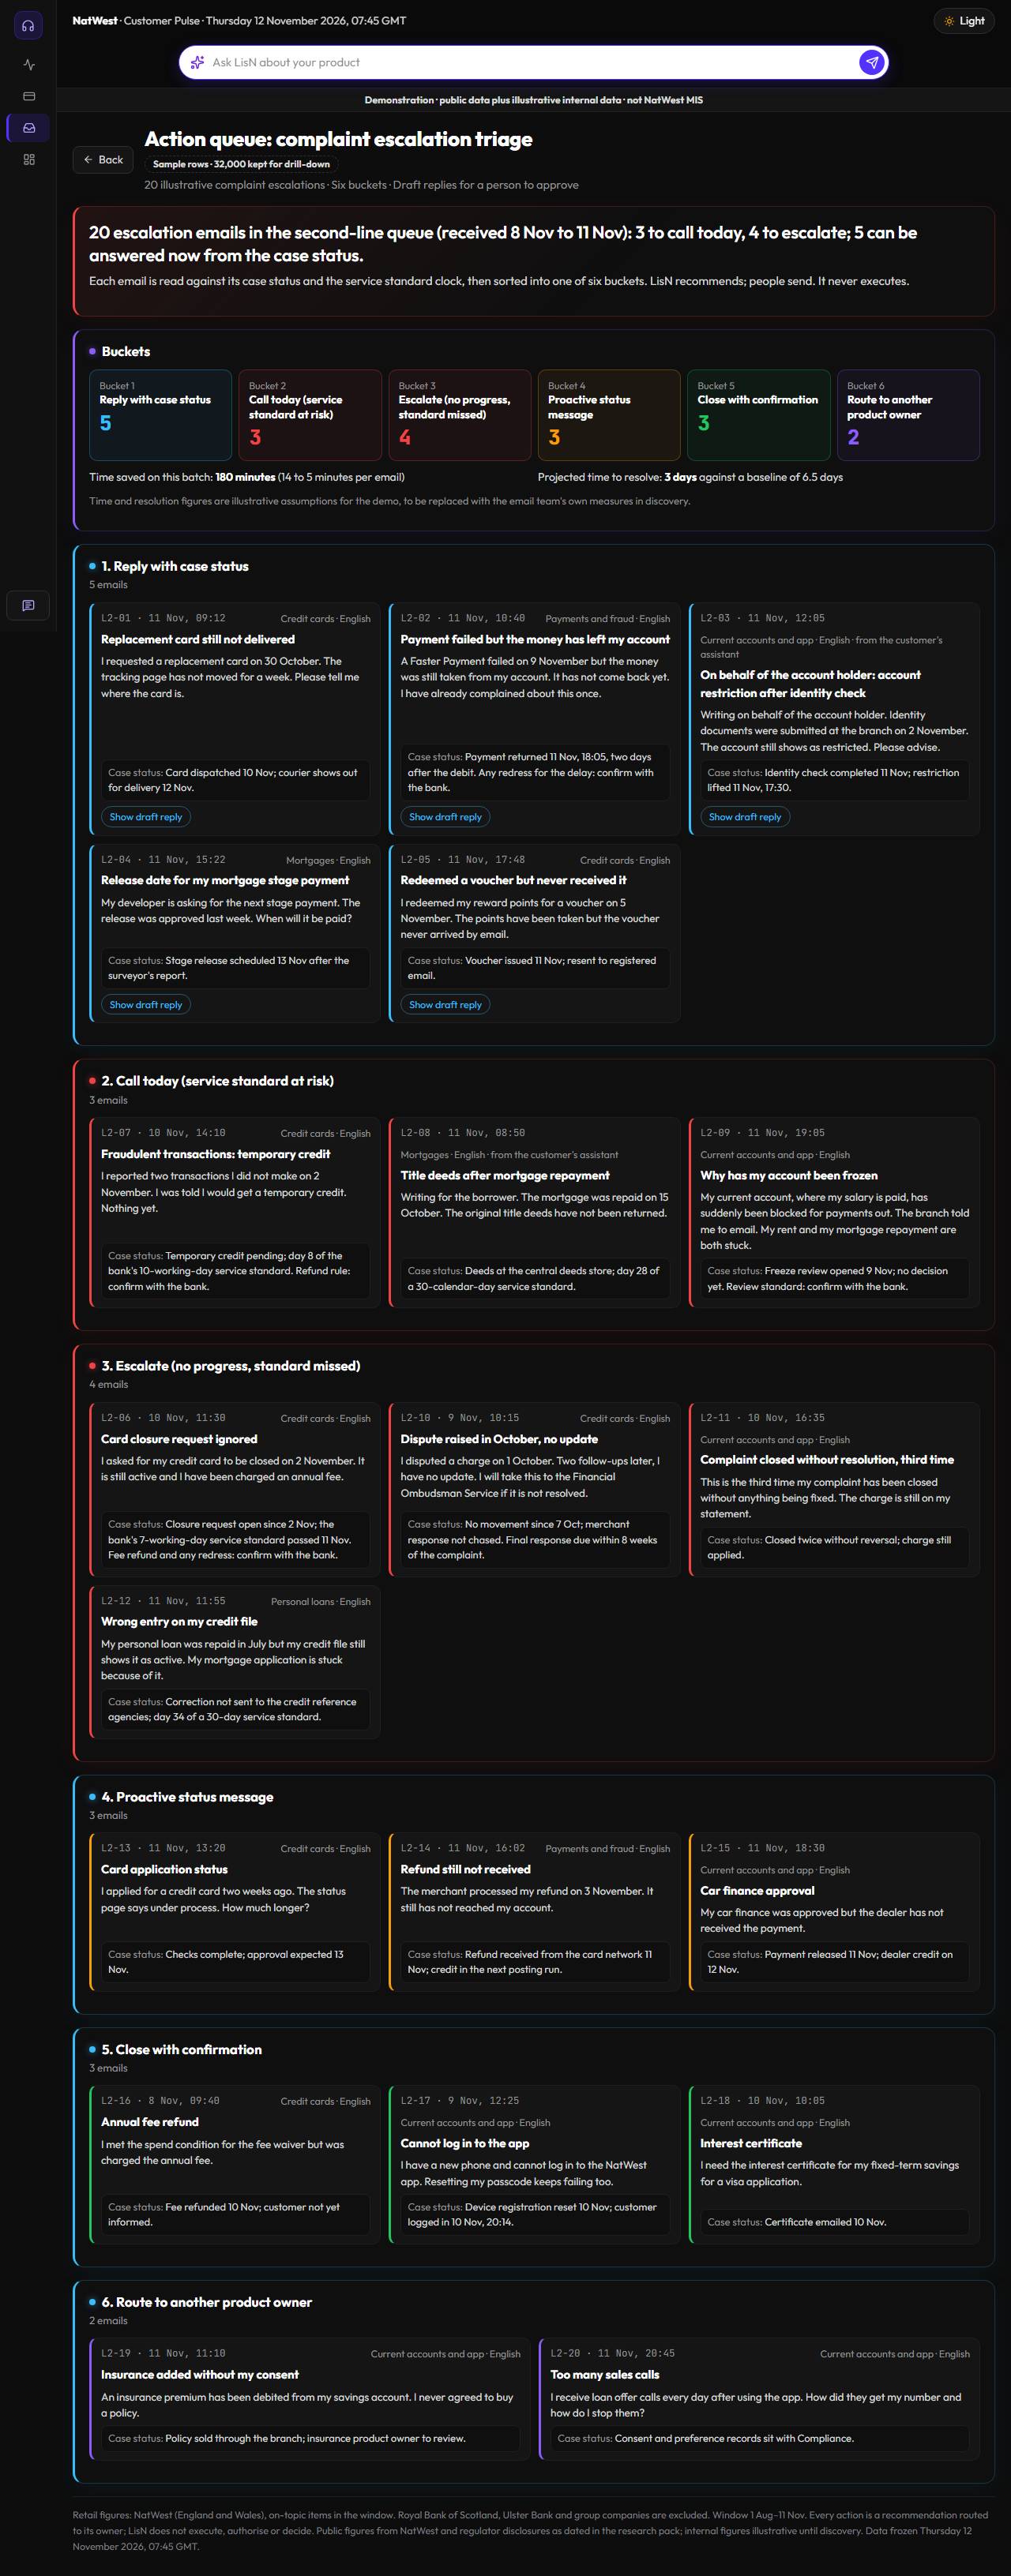 NatWest · Customer Pulse · Thursday 12 November 2026, 07:45 GMT
Light
Ask LisN about your product
Demonstration · public data plus illustrative internal data · not NatWest MIS
Back
Action queue: complaint escalation triage
Sample rows · 32,000 kept for drill-down
20 illustrative complaint escalations · Six buckets · Draft replies for a person to approve
20 escalation emails in the second-line queue (received 8 Nov to 11 Nov): 3 to call today, 4 to escalate; 5 can be
answered now from the case status.
Each email is read against its case status and the service standard clock, then sorted into one of six buckets. LisN recommends; people send. It never executes.
Buckets
Bucket 1
Reply with case status
5
Bucket 2
Call today (service
standard at risk)
3
Bucket 3
Escalate (no progress,
standard missed)
4
Bucket 4
Proactive status
message
3
Bucket 5
Close with confirmation
3
Bucket 6
Route to another
product owner
2
Time saved on this batch: 180 minutes (14 to 5 minutes per email)
Projected time to resolve: 3 days against a baseline of 6.5 days
Time and resolution figures are illustrative assumptions for the demo, to be replaced with the email team's own measures in discovery.
1. Reply with case status
5 emails
L2-01 · 11 Nov, 09:12
Credit cards · English
Replacement card still not delivered
I requested a replacement card on 30 October. The
tracking page has not moved for a week. Please tell me
where the card is.
Case status: Card dispatched 10 Nov; courier shows out
for delivery 12 Nov.
Show draft reply
L2-02 · 11 Nov, 10:40
Payments and fraud · English
Payment failed but the money has left my account
A Faster Payment failed on 9 November but the money
was still taken from my account. It has not come back yet.
I have already complained about this once.
Case status: Payment returned 11 Nov, 18:05, two days
after the debit. Any redress for the delay: confirm with
the bank.
Show draft reply
L2-03 · 11 Nov, 12:05
Current accounts and app · English · from the customer's
assistant
On behalf of the account holder: account
restriction after identity check
Writing on behalf of the account holder. Identity
documents were submitted at the branch on 2 November.
The account still shows as restricted. Please advise.
Case status: Identity check completed 11 Nov; restriction
lifted 11 Nov, 17:30.
Show draft reply
L2-04 · 11 Nov, 15:22
Mortgages · English
Release date for my mortgage stage payment
My developer is asking for the next stage payment. The
release was approved last week. When will it be paid?
Case status: Stage release scheduled 13 Nov after the
surveyor's report.
Show draft reply
L2-05 · 11 Nov, 17:48
Credit cards · English
Redeemed a voucher but never received it
I redeemed my reward points for a voucher on 5
November. The points have been taken but the voucher
never arrived by email.
Case status: Voucher issued 11 Nov; resent to registered
email.
Show draft reply
2. Call today (service standard at risk)
3 emails
L2-07 · 10 Nov, 14:10
Credit cards · English
Fraudulent transactions: temporary credit
I reported two transactions I did not make on 2
November. I was told I would get a temporary credit.
Nothing yet.
Case status: Temporary credit pending; day 8 of the
bank's 10-working-day service standard. Refund rule:
confirm with the bank.
L2-08 · 11 Nov, 08:50
Mortgages · English · from the customer's assistant
Title deeds after mortgage repayment
Writing for the borrower. The mortgage was repaid on 15
October. The original title deeds have not been returned.
Case status: Deeds at the central deeds store; day 28 of
a 30-calendar-day service standard.
L2-09 · 11 Nov, 19:05
Current accounts and app · English
Why has my account been frozen
My current account, where my salary is paid, has
suddenly been blocked for payments out. The branch told
me to email. My rent and my mortgage repayment are
both stuck.
Case status: Freeze review opened 9 Nov; no decision
yet. Review standard: confirm with the bank.
3. Escalate (no progress, standard missed)
4 emails
L2-06 · 10 Nov, 11:30
Credit cards · English
Card closure request ignored
I asked for my credit card to be closed on 2 November. It
is still active and I have been charged an annual fee.
Case status: Closure request open since 2 Nov; the
bank's 7-working-day service standard passed 11 Nov.
Fee refund and any redress: confirm with the bank.
L2-10 · 9 Nov, 10:15
Credit cards · English
Dispute raised in October, no update
I disputed a charge on 1 October. Two follow-ups later, I
have no update. I will take this to the Financial
Ombudsman Service if it is not resolved.
Case status: No movement since 7 Oct; merchant
response not chased. Final response due within 8 weeks
of the complaint.
L2-11 · 10 Nov, 16:35
Current accounts and app · English
Complaint closed without resolution, third time
This is the third time my complaint has been closed
without anything being fixed. The charge is still on my
statement.
Case status: Closed twice without reversal; charge still
applied.
L2-12 · 11 Nov, 11:55
Personal loans · English
Wrong entry on my credit file
My personal loan was repaid in July but my credit file still
shows it as active. My mortgage application is stuck
because of it.
Case status: Correction not sent to the credit reference
agencies; day 34 of a 30-day service standard.
4. Proactive status message
3 emails
L2-13 · 11 Nov, 13:20
Credit cards · English
Card application status
I applied for a credit card two weeks ago. The status
page says under process. How much longer?
Case status: Checks complete; approval expected 13
Nov.
L2-14 · 11 Nov, 16:02
Payments and fraud · English
Refund still not received
The merchant processed my refund on 3 November. It
still has not reached my account.
Case status: Refund received from the card network 11
Nov; credit in the next posting run.
L2-15 · 11 Nov, 18:30
Current accounts and app · English
Car finance approval
My car finance was approved but the dealer has not
received the payment.
Case status: Payment released 11 Nov; dealer credit on
12 Nov.
5. Close with confirmation
3 emails
L2-16 · 8 Nov, 09:40
Credit cards · English
Annual fee refund
I met the spend condition for the fee waiver but was
charged the annual fee.
Case status: Fee refunded 10 Nov; customer not yet
informed.
L2-17 · 9 Nov, 12:25
Current accounts and app · English
Cannot log in to the app
I have a new phone and cannot log in to the NatWest
app. Resetting my passcode keeps failing too.
Case status: Device registration reset 10 Nov; customer
logged in 10 Nov, 20:14.
L2-18 · 10 Nov, 10:05
Current accounts and app · English
Interest certificate
I need the interest certificate for my fixed-term savings
for a visa application.
Case status: Certificate emailed 10 Nov.
6. Route to another product owner
2 emails
L2-19 · 11 Nov, 11:10
Current accounts and app · English
Insurance added without my consent
An insurance premium has been debited from my savings account. I never agreed to buy
a policy.
Case status: Policy sold through the branch; insurance product owner to review.
L2-20 · 11 Nov, 20:45
Current accounts and app · English
Too many sales calls
I receive loan offer calls every day after using the app. How did they get my number and
how do I stop them?
Case status: Consent and preference records sit with Compliance.
Retail figures: NatWest (England and Wales), on-topic items in the window. Royal Bank of Scotland, Ulster Bank and group companies are excluded. Window 1 Aug–11 Nov. Every action is a recommendation routed
to its owner; LisN does not execute, authorise or decide. Public figures from NatWest and regulator disclosures as dated in the research pack; internal figures illustrative until discovery. Data frozen Thursday 12
November 2026, 07:45 GMT.